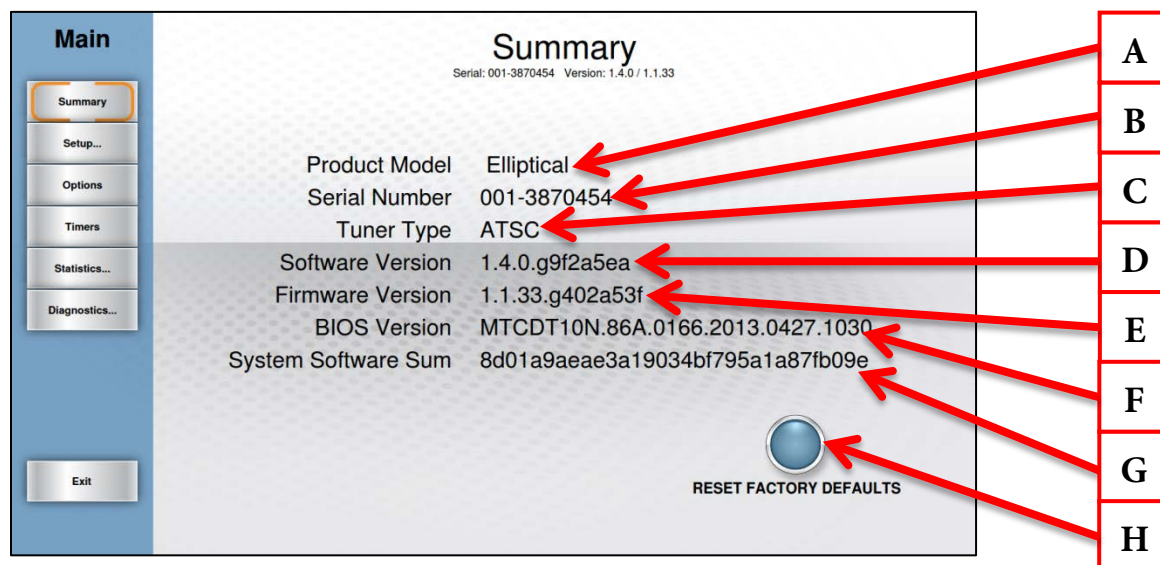 Main
Summary
Setup...
Options
Timers
Statistics...
Diagnostics...
Exit
Summary
Serial: 001-3870454 Version: 1.4.0 / 1.1.33
Product Model Elliptical
Serial Number 001-3870454
Tuner Type ATSC
Software Version 1.4.0.g9f2a5ea
Firmware Version 1.1.33.g402a53f
BIOS Version MTCDT10N.86A.0166.2013.0427.1030
System Software Sum 8d01a9aeae3a19034bf795a1a87fb09e
RESET FACTORY DEFAULTS
A
B
C
D
E
F
G
H